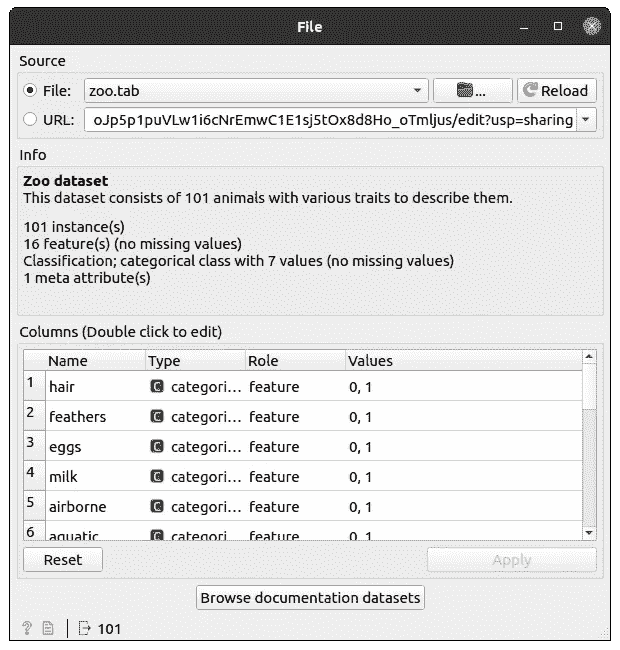 File
Source
File: zoo.tab ... Reload
URL: oJp5p1puVLw1i6cNrEmwC1E1sj5tOx8d8Ho_oTmljus/edit?usp=sharing
Info
Zoo dataset
This dataset consists of 101 animals with various traits to describe them.
101 instance(s)
16 feature(s) (no missing values)
Classification; categorical class with 7 values (no missing values)
1 meta attribute(s)
Columns (Double click to edit)
Name Type Role Values
1 hair C categori... feature 0, 1
2 feathers C categori... feature 0, 1
3 eggs C categori... feature 0, 1
4 milk C categori... feature 0, 1
5 airborne C categori... feature 0, 1
6 aquatic C categori... feature 0, 1
Reset Apply
Browse documentation datasets
? 101